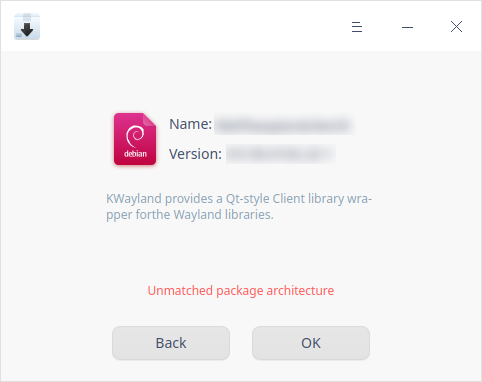 debian
Name:
Version:
KWayland provides a Qt-style Client library wra-
pper forthe Wayland libraries.
Unmatched package architecture
Back
OK